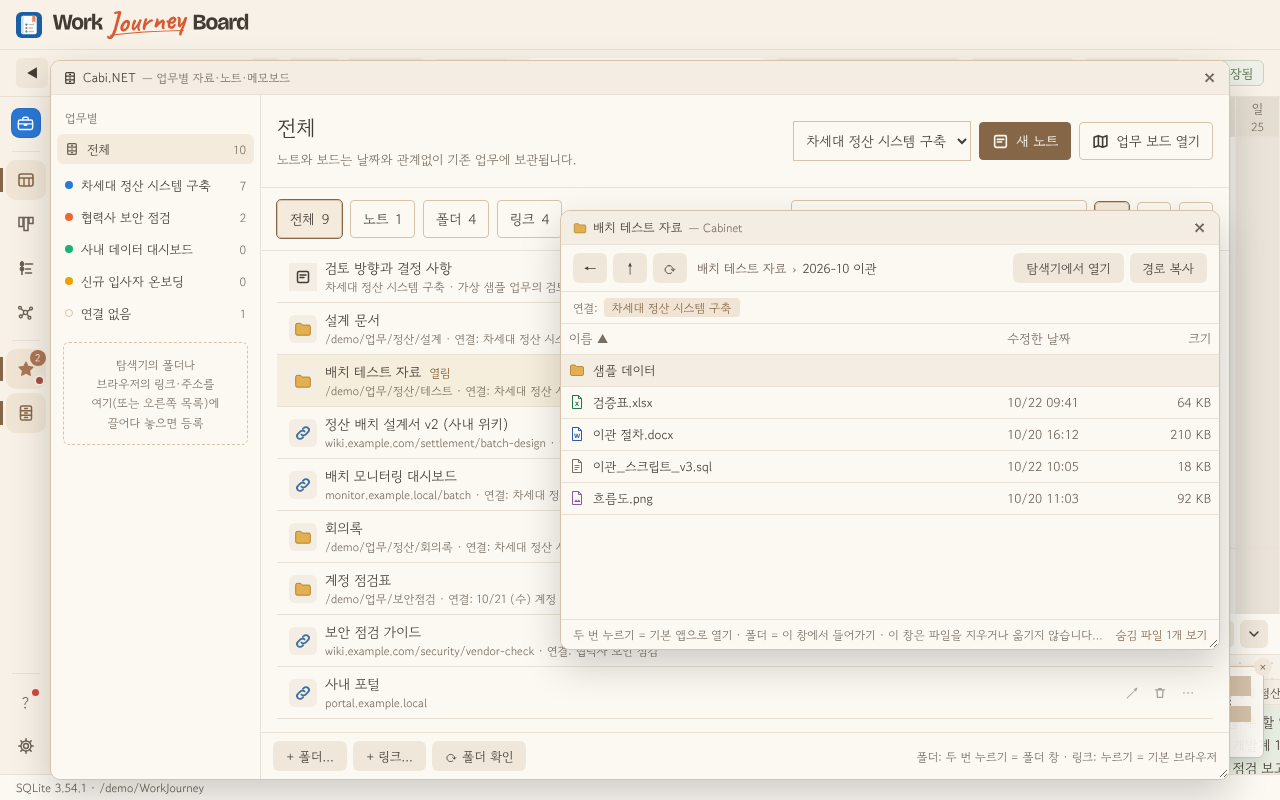 Work Journey Board
◀
Cabi.NET — 업무별 자료·노트·메모보드 ×
장됨
일
25
업무별
전체 10
차세대 정산 시스템 구축 7
협력사 보안 점검 2
사내 데이터 대시보드 0
신규 입사자 온보딩 0
연결 없음 1
탐색기의 폴더나
브라우저의 링크·주소를
여기(또는 오른쪽 목록)에
끌어다 놓으면 등록
2
?
전체
노트와 보드는 날짜와 관계없이 기존 업무에 보관됩니다.
차세대 정산 시스템 구축
새 노트
업무 보드 열기
전체 9
노트 1
폴더 4
링크 4
검토 방향과 결정 사항
차세대 정산 시스템 구축 · 가상 샘플 업무의 검토
설계 문서
/demo/업무/정산/설계 · 연결: 차세대 정산 시스
배치 테스트 자료 열림
/demo/업무/정산/테스트 · 연결: 차세대 정산
정산 배치 설계서 v2 (사내 위키)
wiki.example.com/settlement/batch-design ·
배치 모니터링 대시보드
monitor.example.local/batch · 연결: 차세대 정
회의록
/demo/업무/정산/회의록 · 연결: 차세대 정산
계정 점검표
/demo/업무/보안점검 · 연결: 10/21 (수) 계정
보안 점검 가이드
wiki.example.com/security/vendor-check · 연결: 협력사 보안 점검
사내 포털
portal.example.local
+ 폴더...
+ 링크...
⟳ 폴더 확인
폴더: 두 번 누르기 = 폴더 창 · 링크: 누르기 = 기본 브라우저
배치 테스트 자료 — Cabinet ×
← ↑ ⟳ 배치 테스트 자료 › 2026-10 이관
탐색기에서 열기
경로 복사
연결: 차세대 정산 시스템 구축
이름 ▲ 수정한 날짜 크기
샘플 데이터
검증표.xlsx 10/22 09:41 64 KB
이관 절차.docx 10/20 16:12 210 KB
이관_스크립트_v3.sql 10/22 10:05 18 KB
흐름도.png 10/20 11:03 92 KB
두 번 누르기 = 기본 앱으로 열기 · 폴더 = 이 창에서 들어가기 · 이 창은 파일을 지우거나 옮기지 않습니다... 숨김 파일 1개 보기
점검 보고
SQLite 3.54.1 · /demo/WorkJourney